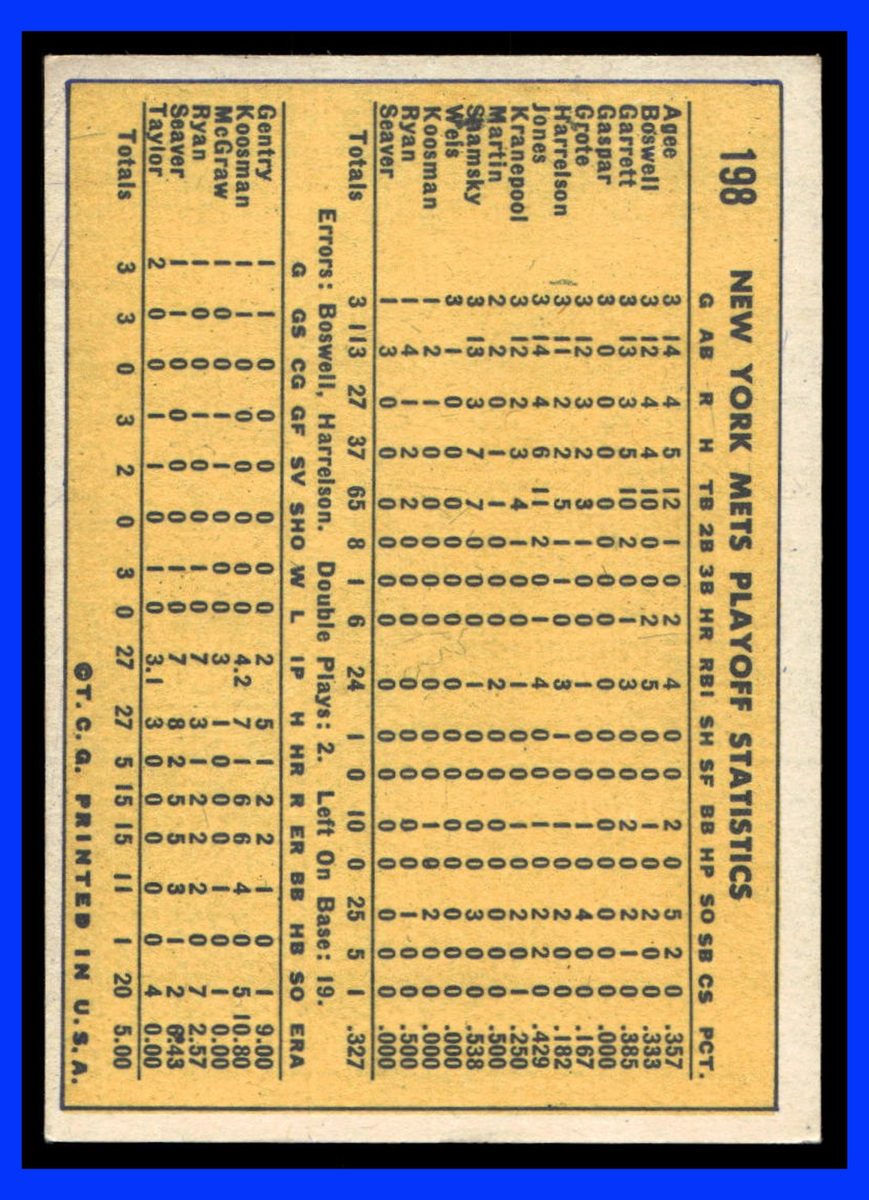 198 NEW YORK METS PLAYOFF STATISTICS
G AB R H TB 2B 3B HR RBI SH SF BB HP SO SB CS PCT.
Agee 3 14 4 5 12 1 0 2 4 0 0 2 0 5 2 0 .357
Boswell 3 12 4 4 10 0 0 2 5 0 0 1 0 2 0 0 .333
Garrett 3 13 3 5 10 2 0 1 3 0 0 2 0 2 1 0 .385
Gaspar 3 0 0 0 0 0 0 0 0 0 0 0 0 0 0 0 .000
Grote 3 12 3 2 3 1 0 0 1 0 0 1 0 4 0 0 .167
Harrelson 3 11 2 2 5 1 1 0 3 1 0 1 0 2 0 0 .182
Jones 3 14 4 6 11 2 0 1 4 0 0 1 0 2 2 0 .429
Kranepool 3 12 2 3 4 1 0 0 1 0 0 1 0 2 0 1 .250
Martin 2 2 0 1 1 0 0 0 2 0 0 0 0 0 0 0 .500
Shamsky 3 13 3 7 7 0 0 0 1 0 0 0 0 3 0 0 .538
Weis 3 1 0 0 0 0 0 0 0 0 0 0 0 0 0 0 .000
Koosman 1 2 1 0 0 0 0 0 0 0 0 1 0 2 0 0 .000
Ryan 1 4 1 2 2 0 0 0 0 0 0 0 0 1 0 0 .500
Seaver 1 3 0 0 0 0 0 0 0 0 0 0 0 0 0 0 .000
Totals 3 113 27 37 65 8 1 6 24 1 0 10 0 25 5 1 .327
Errors: Boswell, Harrelson. Double Plays: 2. Left On Base: 19.
G GS CG GF SV SHO W L IP H HR R ER BB HB SO ERA
Gentry 1 1 0 0 0 0 0 0 2 5 1 2 2 1 0 1 9.00
Koosman 1 1 0 0 0 0 0 0 4.2 7 1 6 6 4 0 5 10.80
McGraw 1 0 0 1 1 0 0 0 3 1 0 0 0 1 0 1 0.00
Ryan 1 0 0 1 0 0 1 0 7 3 1 2 2 2 0 7 2.57
Seaver 1 1 0 0 0 0 1 0 7 8 2 5 5 3 1 2 6.43
Taylor 2 0 0 1 1 0 1 0 3.1 3 0 0 0 0 0 4 0.00
Totals 3 3 0 3 2 0 3 0 27 27 5 15 15 11 1 20 5.00
©T.C.G. PRINTED IN U.S.A.